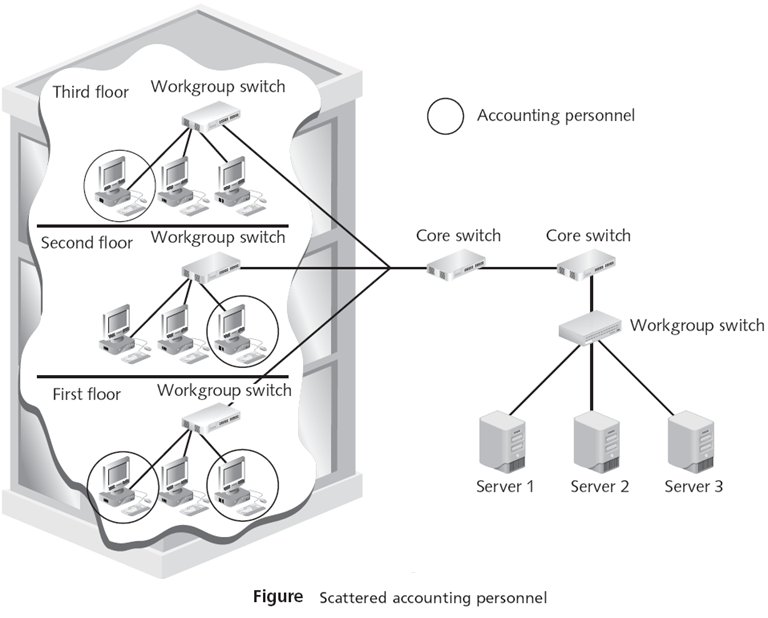 Third floor
Workgroup switch
Accounting personnel
Second floor
Workgroup switch
Core switch
Core switch
Workgroup switch
First floor
Workgroup switch
Server 1
Server 2
Server 3
Figure Scattered accounting personnel